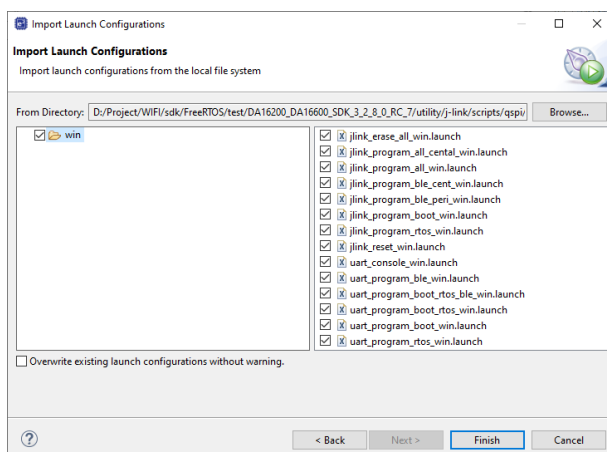 Import Launch Configurations
Import Launch Configurations
Import launch configurations from the local file system
From Directory: D:/Project/WIFI/sdk/FreeRTOS/test/DA16200_DA16600_SDK_3_2_8_0_RC_7/utility/j-link/scripts/qspi/ Browse...
win
jlink_erase_all_win.launch
jlink_program_all_cental_win.launch
jlink_program_all_win.launch
jlink_program_ble_cent_win.launch
jlink_program_ble_peri_win.launch
jlink_program_boot_win.launch
jlink_program_rtos_win.launch
jlink_reset_win.launch
uart_console_win.launch
uart_program_ble_win.launch
uart_program_boot_rtos_ble_win.launch
uart_program_boot_rtos_win.launch
uart_program_boot_win.launch
uart_program_rtos_win.launch
Overwrite existing launch configurations without warning.
? < Back Next > Finish Cancel